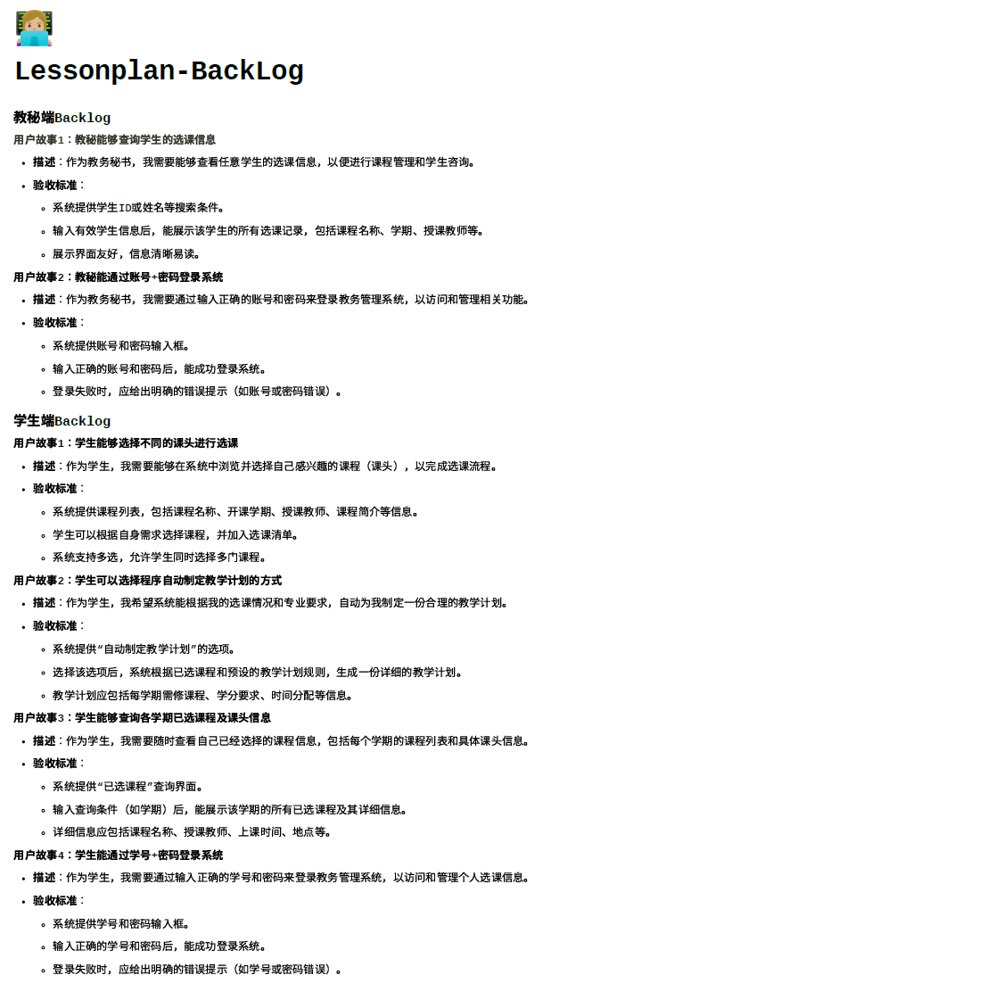 Lessonplan-BackLog
教秘端Backlog
用户故事1：教秘能够查询学生的选课信息
• 描述：作为教务秘书，我需要能够查看任意学生的选课信息，以便进行课程管理和学生咨询。
• 验收标准：
◦ 系统提供学生ID或姓名等搜索条件。
◦ 输入有效学生信息后，能展示该学生的所有选课记录，包括课程名称、学期、授课教师等。
◦ 展示界面友好，信息清晰易读。
用户故事2：教秘能通过账号+密码登录系统
• 描述：作为教务秘书，我需要通过输入正确的账号和密码来登录教务管理系统，以访问和管理相关功能。
• 验收标准：
◦ 系统提供账号和密码输入框。
◦ 输入正确的账号和密码后，能成功登录系统。
◦ 登录失败时，应给出明确的错误提示（如账号或密码错误）。
学生端Backlog
用户故事1：学生能够选择不同的课头进行选课
• 描述：作为学生，我需要能够在系统中浏览并选择自己感兴趣的课程（课头），以完成选课流程。
• 验收标准：
◦ 系统提供课程列表，包括课程名称、开课学期、授课教师、课程简介等信息。
◦ 学生可以根据自身需求选择课程，并加入选课清单。
◦ 系统支持多选，允许学生同时选择多门课程。
用户故事2：学生可以选择程序自动制定教学计划的方式
• 描述：作为学生，我希望系统能根据我的选课情况和专业要求，自动为我制定一份合理的教学计划。
• 验收标准：
◦ 系统提供“自动制定教学计划”的选项。
◦ 选择该选项后，系统根据已选课程和预设的教学计划规则，生成一份详细的教学计划。
◦ 教学计划应包括每学期需修课程、学分要求、时间分配等信息。
用户故事3：学生能够查询各学期已选课程及课头信息
• 描述：作为学生，我需要随时查看自己已经选择的课程信息，包括每个学期的课程列表和具体课头信息。
• 验收标准：
◦ 系统提供“已选课程”查询界面。
◦ 输入查询条件（如学期）后，能展示该学期的所有已选课程及其详细信息。
◦ 详细信息应包括课程名称、授课教师、上课时间、地点等。
用户故事4：学生能通过学号+密码登录系统
• 描述：作为学生，我需要通过输入正确的学号和密码来登录教务管理系统，以访问和管理个人选课信息。
• 验收标准：
◦ 系统提供学号和密码输入框。
◦ 输入正确的学号和密码后，能成功登录系统。
◦ 登录失败时，应给出明确的错误提示（如学号或密码错误）。